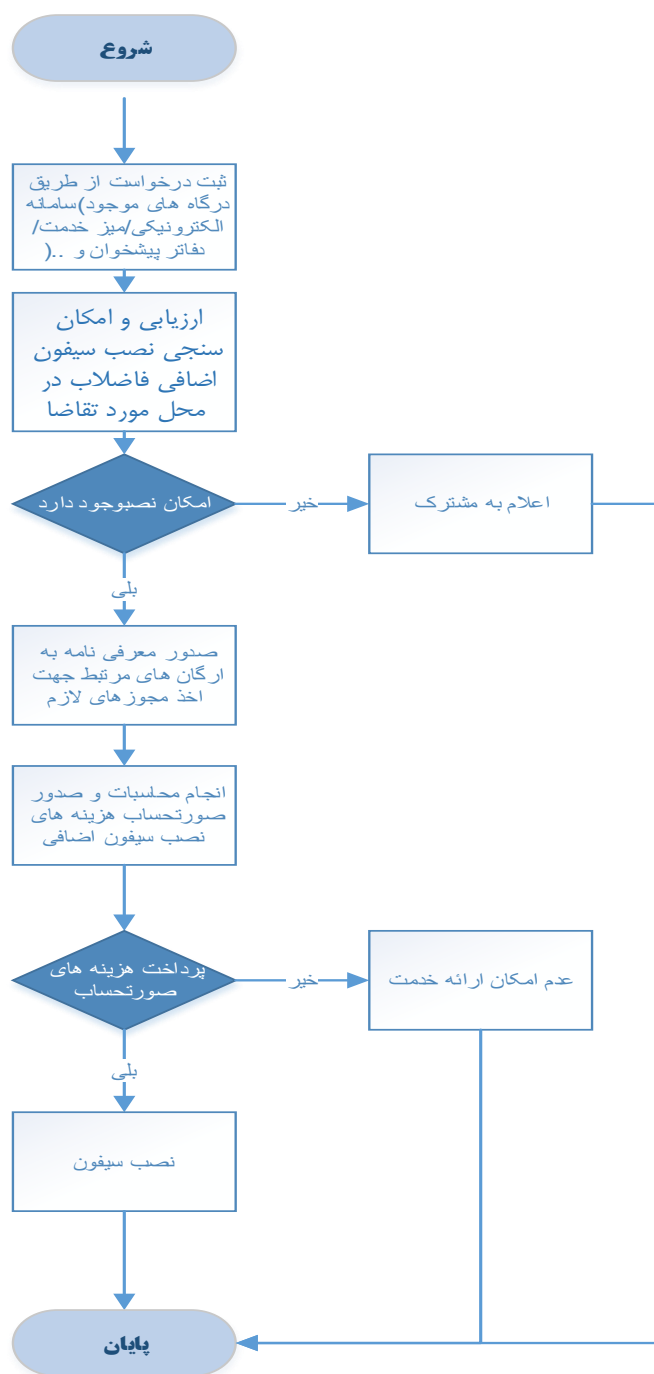 شروع
ثبت درخواست از طریق
درگاه های موجود)سامانه
الکترونیکی/میز خدمت/
دفاتر پیشخوان و ..(
ارزیابی و امکان
سنجی نصب سیفون
اضافی فاضلاب در
محل مورد تقاضا
امکان نصبوجود دارد
خیر
اعلام به مشترک
بلی
صدور معرفی نامه به
ارگان های مرتبط جهت
اخذ مجوزهای لازم
انجام محاسبات و صدور
صورتحساب هزینه های
نصب سیفون اضافی
پرداخت هزینه های
صورتحساب
خیر
عدم امکان ارائه خدمت
بلی
نصب سیفون
پایان